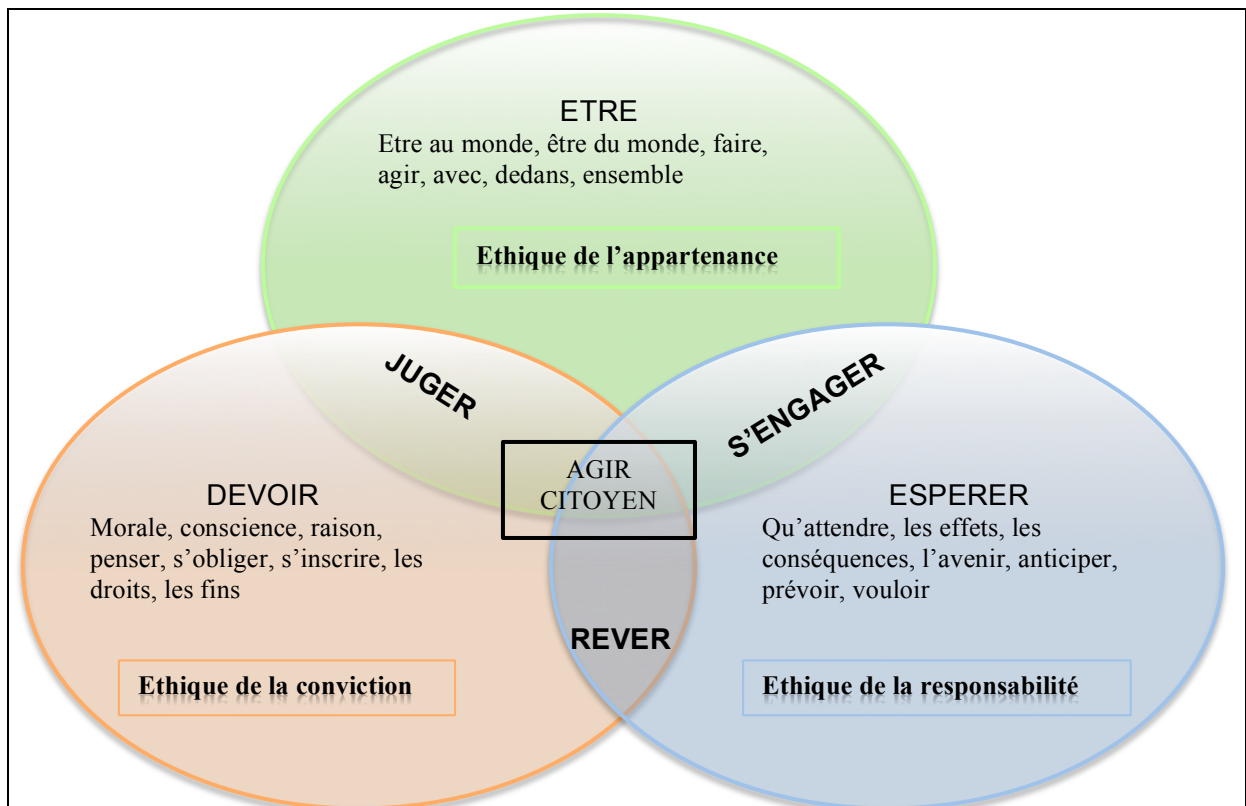 ETRE
Etre au monde, être du monde, faire,
agir, avec, dedans, ensemble
Ethique de l’appartenance
JUGER
S’ENGAGER
AGIR
CITOYEN
DEVOIR
Morale, conscience, raison,
penser, s’obliger, s’inscrire, les
droits, les fins
Ethique de la conviction
ESPERER
Qu’attendre, les effets, les
conséquences, l’avenir, anticiper,
prévoir, vouloir
Ethique de la responsabilité
REVER